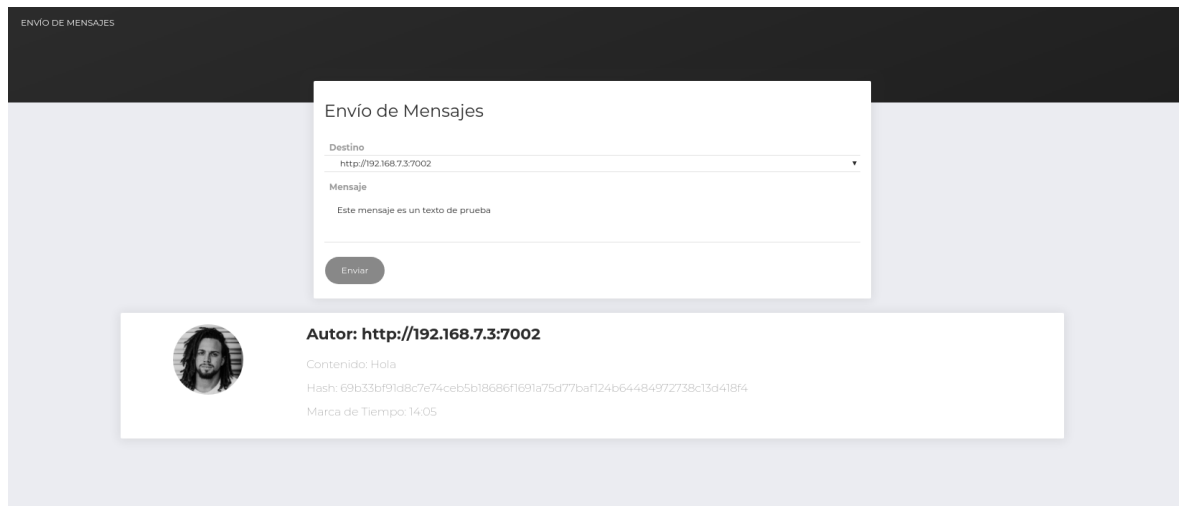 ENVÍO DE MENSAJES
Envío de Mensajes
Destino
http://192.168.7.3:7002
Mensaje
Este mensaje es un texto de prueba
Enviar
Autor: http://192.168.7.3:7002
Contenido: Hola
Hash: 69b33bf91d8c7e74ceb5b18686f1691a75d77baf124b64484972738c13d418f4
Marca de Tiempo: 14:05